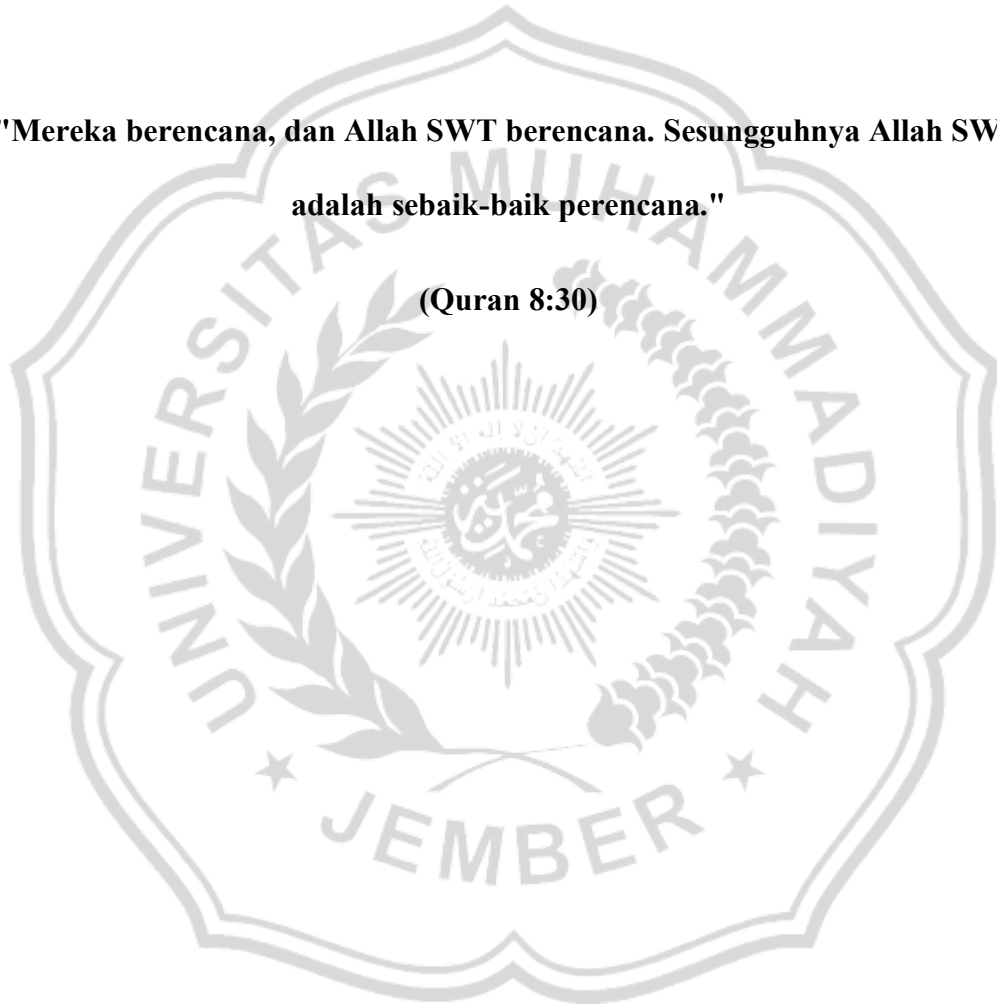 "Mereka berencana, dan Allah SWT berencana. Sesungguhnya Allah SW
adalah sebaik-baik perencana."
(Quran 8:30)
UNIVERSITAS MUHAMMADIYAH
JEMBER